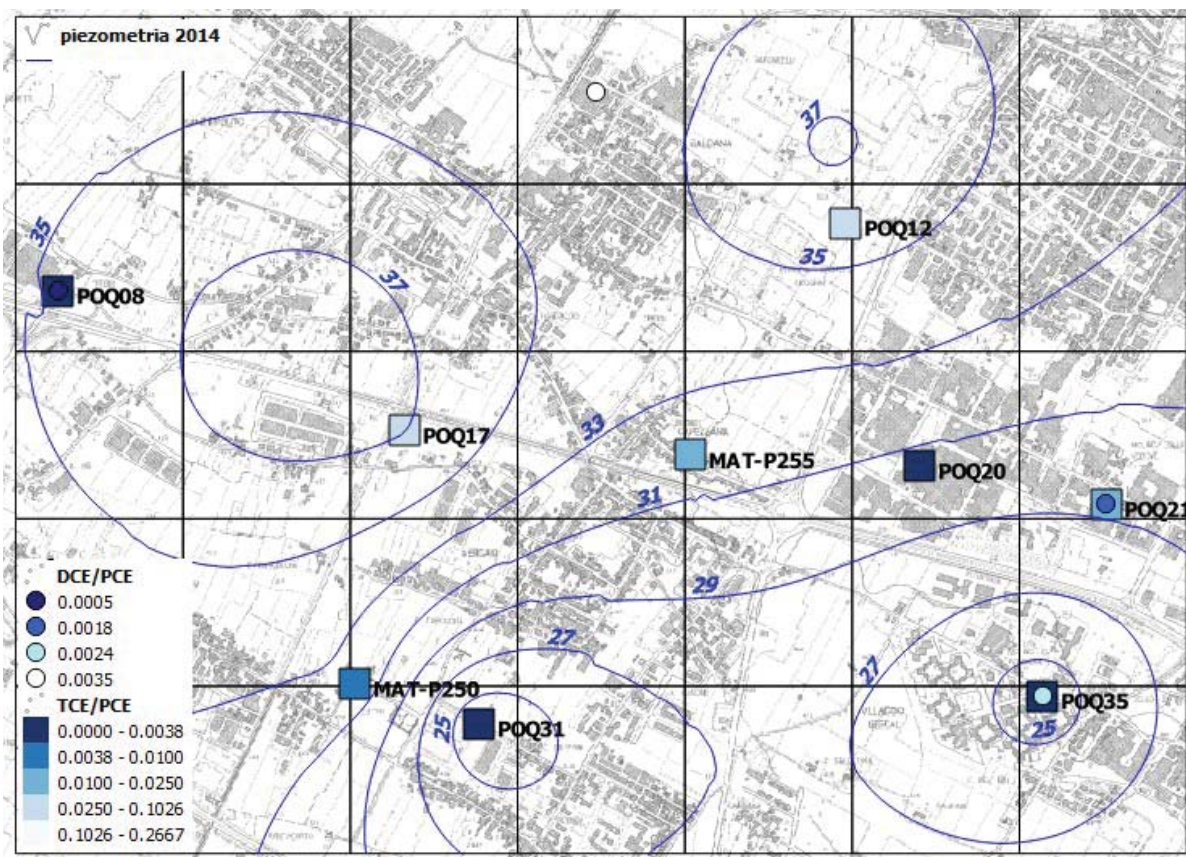 piezometria 2014
37
35
POQ12
35
POQ08
37
POQ17
33
MAT-P255
POQ20
31
POQ21
29
27
MAT-P250
25
POQ31
27
POQ35
25
DCE/PCE
0.0005
0.0018
0.0024
0.0035
TCE/PCE
0.0000 - 0.0038
0.0038 - 0.0100
0.0100 - 0.0250
0.0250 - 0.1026
0.1026 - 0.2667